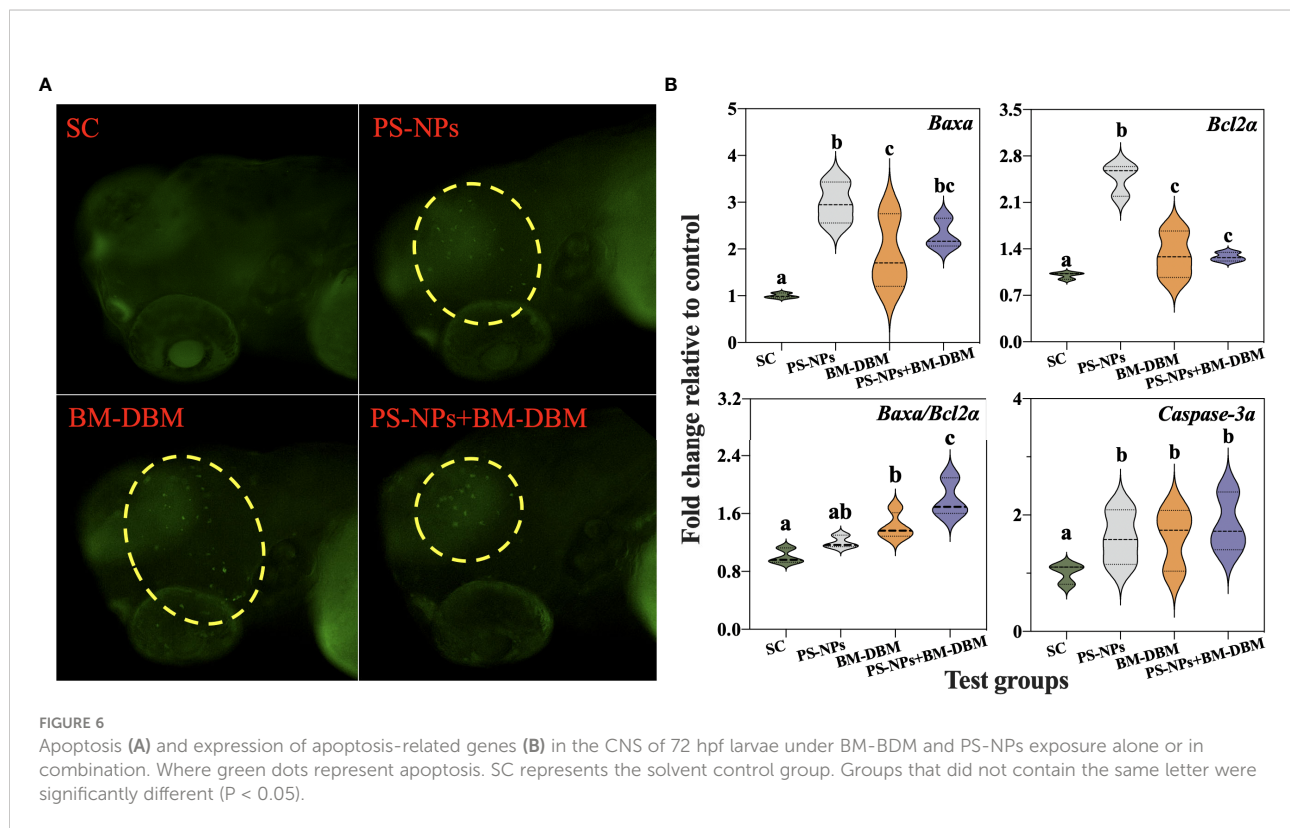 A
SC
PS-NPs
BM-DBM
PS-NPs+BM-DBM
B
Fold change relative to control
5
4
3
2
1
0
Baxa
a
b
c
bc
SC
PS-NPs
BM-DBM
PS-NPs+BM-DBM
3.5
2.8
2.1
1.4
0.7
0.0
Bcl2α
a
b
c
c
SC
PS-NPs
BM-DBM
PS-NPs+BM-DBM
3.2
2.4
1.6
0.8
0.0
Baxa/Bcl2α
a
ab
b
c
SC
PS-NPs
BM-DBM
PS-NPs+BM-DBM
4
2
0
Caspase-3a
a
b
b
b
SC
PS-NPs
BM-DBM
PS-NPs+BM-DBM
Test groups
FIGURE 6
Apoptosis (A) and expression of apoptosis-related genes (B) in the CNS of 72 hpf larvae under BM-BDM and PS-NPs exposure alone or in
combination. Where green dots represent apoptosis. SC represents the solvent control group. Groups that did not contain the same letter were
significantly different (P < 0.05).